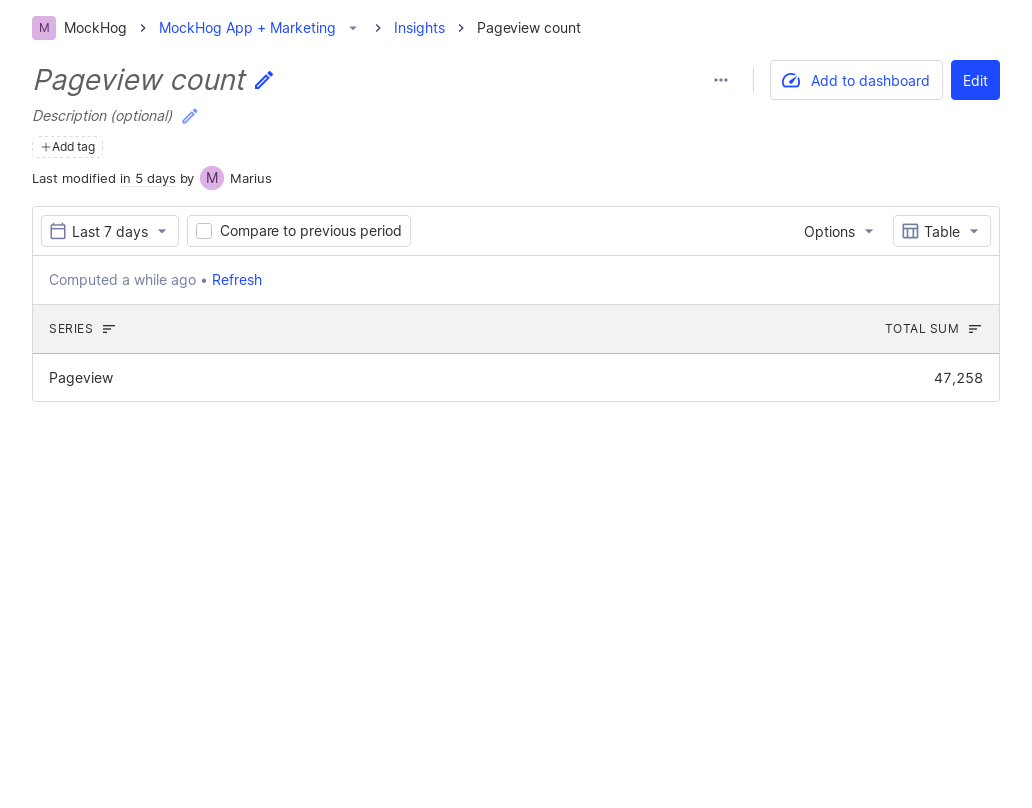 M MockHog MockHog App + Marketing Insights Pageview count
Pageview count
Add to dashboard Edit
Description (optional)
Add tag
Last modified in 5 days by M Marius
Last 7 days Compare to previous period Options Table
Computed a while ago • Refresh
SERIES TOTAL SUM
Pageview 47,258